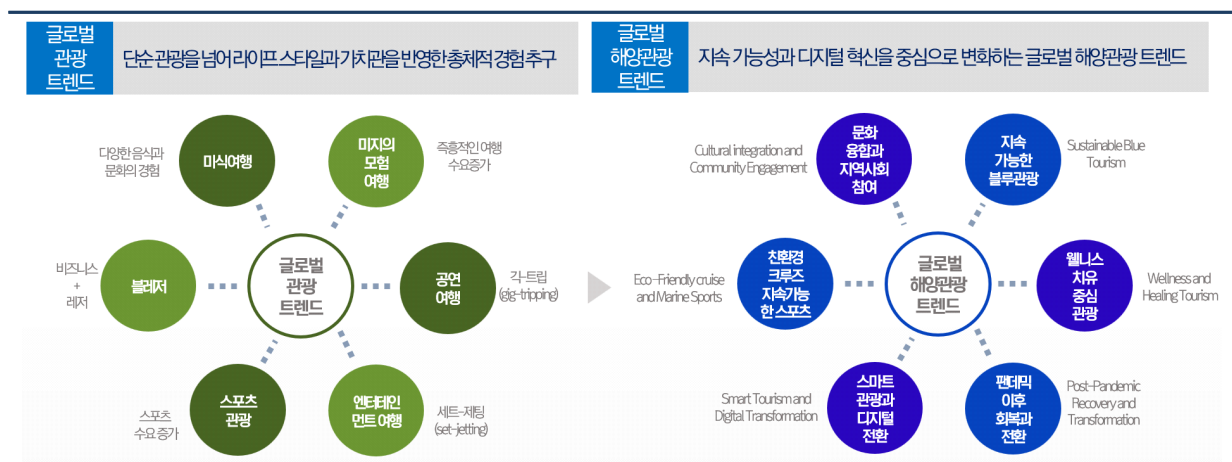 글로벌
관광
트렌드
단순 관광을 넘어 라이프 스타일과 가치관을 반영한 총체적 경험 추구
다양한 음식과
문화의 경험
미식여행
미지의
모험
여행
즉흥적인 여행
수요증가
비즈니스
+
레저
블레저
글로벌
관광
트렌드
공연
여행
각-트립
(gig-tripping)
스포츠
수요 증가
스포츠
관광
엔터테인
먼트 여행
세트-제팅
(set-jetting)
글로벌
해양관광
트렌드
지속 가능성과 디지털 혁신을 중심으로 변화하는 글로벌 해양관광 트렌드
Cultural integration and
Community Engagement
문화
융합과
지역사회
참여
지속
가능한
블루관광
Sustainable Blue
Tourism
Eco-Friendly cruise
and Marine Sports
친환경
크루즈
지속가능
한 스포츠
글로벌
해양관광
트렌드
웰니스
치유
중심
관광
Wellness and
Healing Tourism
Smart Tourism and
Digital Transformation
스마트
관광과
디지털
전환
팬데믹
이후
회복과
전환
Post-Pandemic
Recovery and
Transformation